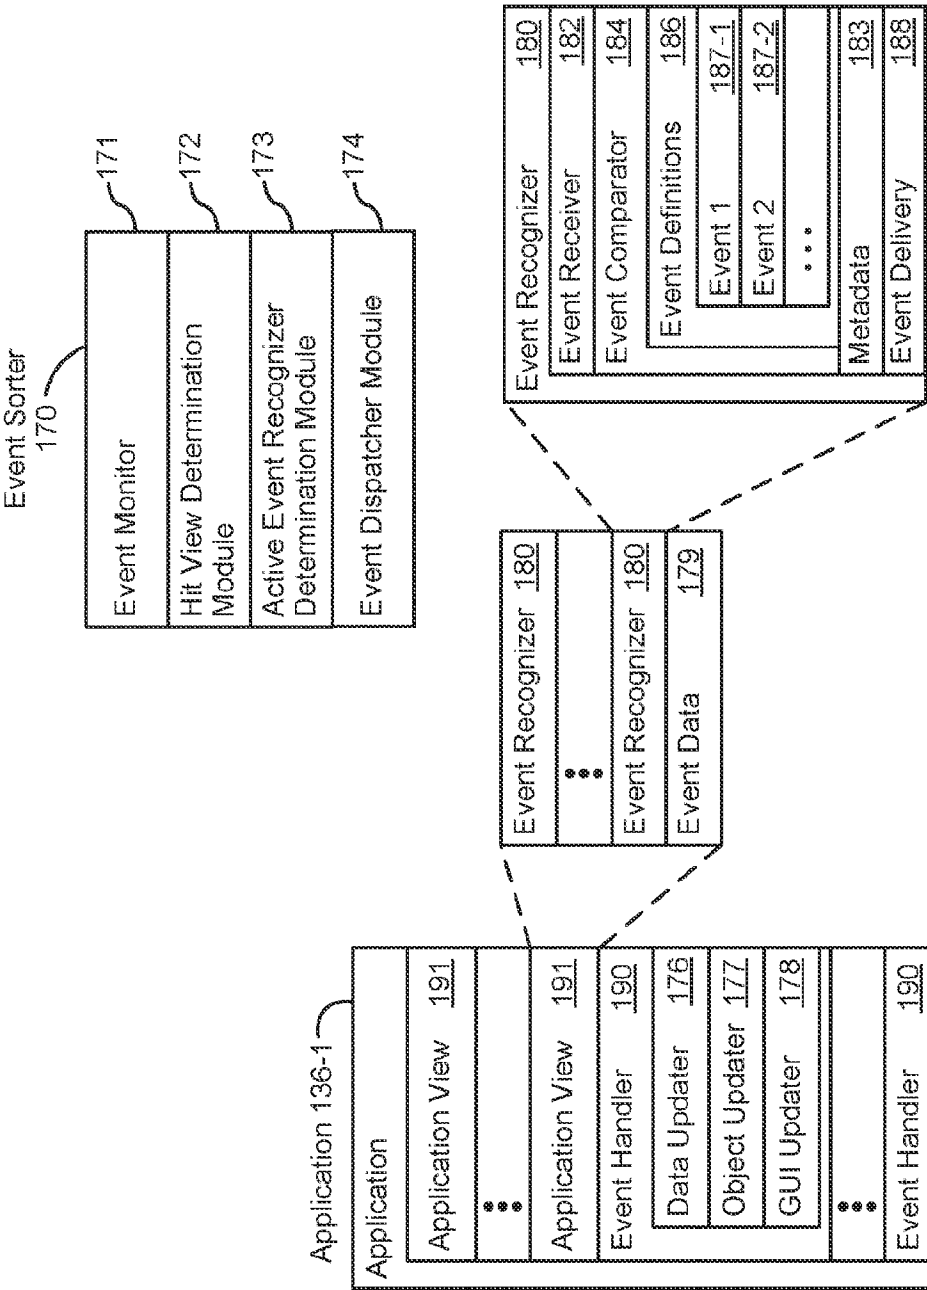 Event Sorter
170
Event Monitor
171
Hit View Determination
Module
172
Active Event Recognizer
Determination Module
173
Event Dispatcher Module
174
Application 136-1
Application
Application View 191
Application View 191
Event Handler 190
Data Updater 176
Object Updater 177
GUI Updater 178
Event Handler 190
Event Recognizer 180
Event Recognizer 180
Event Data 179
Event Recognizer 180
Event Receiver 182
Event Comparator 184
Event Definitions 186
Event 1 187-1
Event 2 187-2
Metadata 183
Event Delivery 188